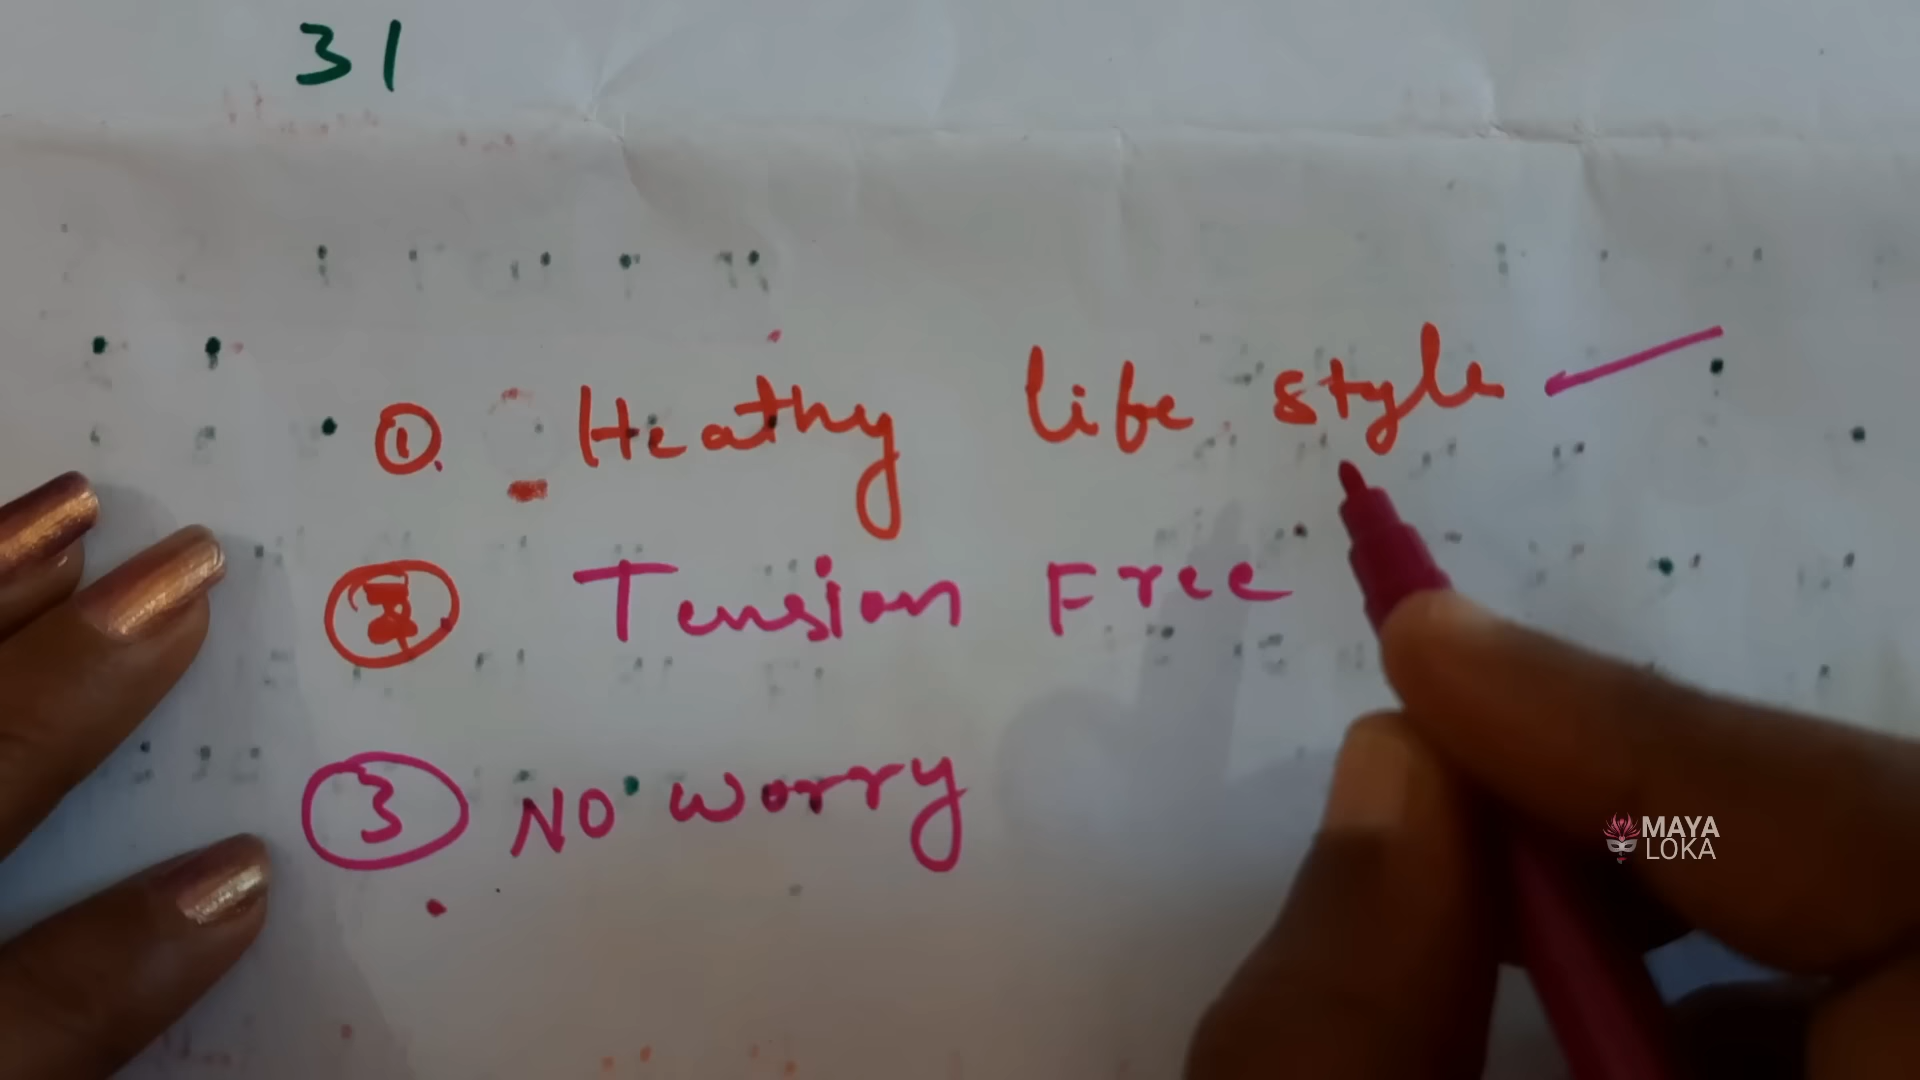 31
① Heathy life style
② Tension Free
③ NO worry
MAYA
LOKA